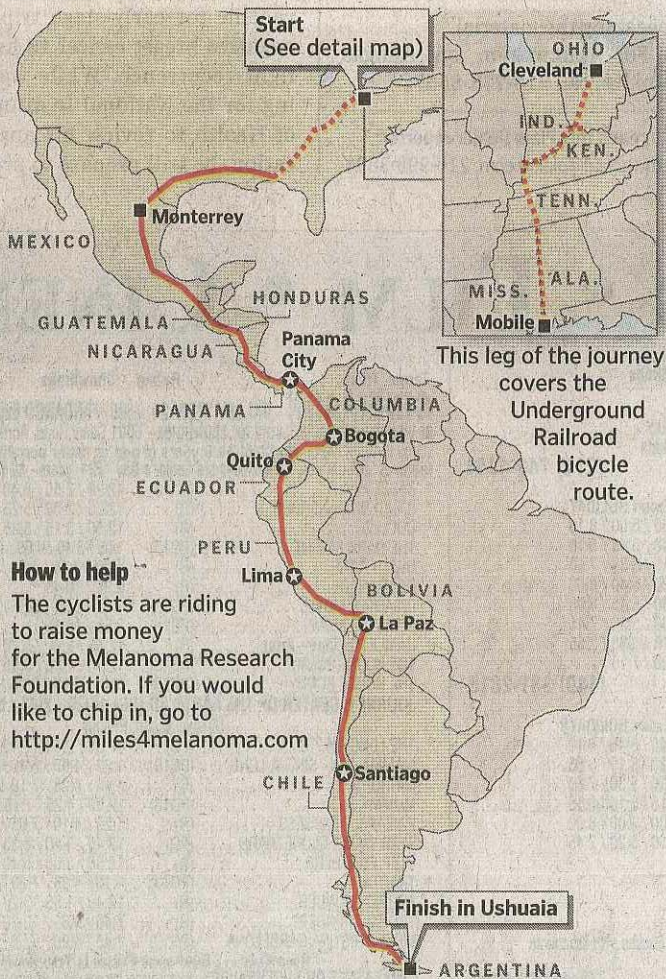 Start
(See detail map)
OHIO
Cleveland
IND.
KEN.
TENN.
MISS.
ALA.
Mobile
This leg of the journey
covers the
Underground
Railroad
bicycle
route.
Monterrey
MEXICO
HONDURAS
GUATEMALA
NICARAGUA
Panama
City
PANAMA
COLUMBIA
Bogota
Quito
ECUADOR
PERU
Lima
BOLIVIA
La Paz
How to help
The cyclists are riding
to raise money
for the Melanoma Research
Foundation. If you would
like to chip in, go to
http://miles4melanoma.com
Santiago
CHILE
Finish in Ushuaia
ARGENTINA